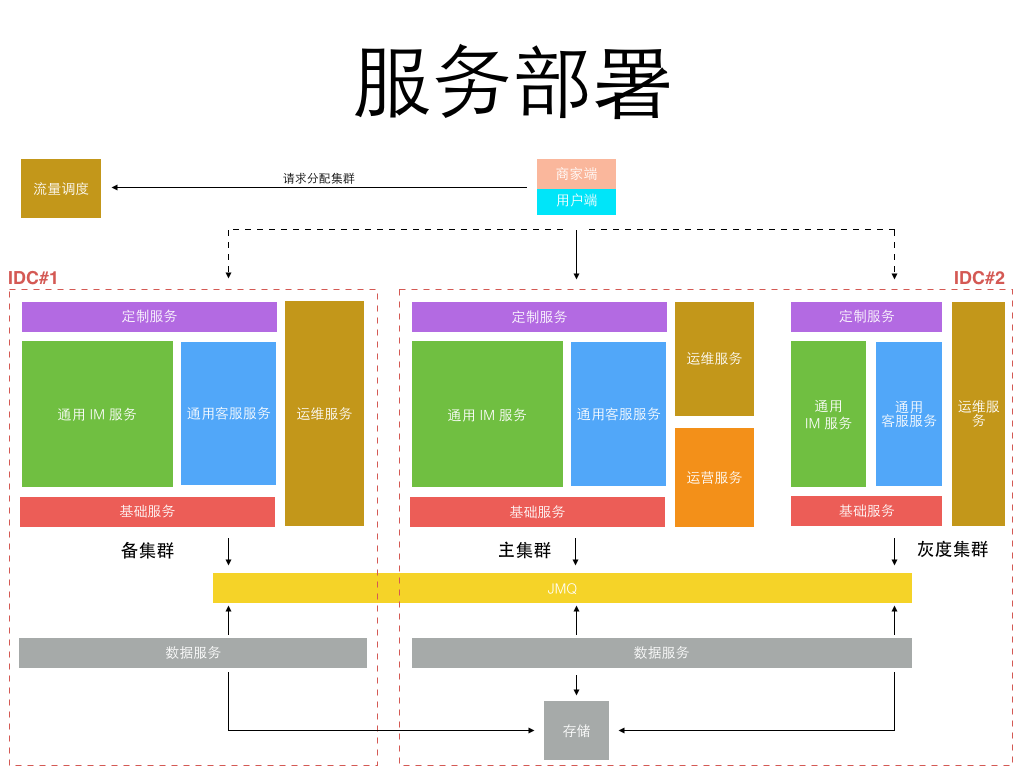 服务部署
流量调度
请求分配集群
商家端
用户端
IDC#1
IDC#2
定制服务
通用 IM 服务
通用客服服务
运维服务
基础服务
备集群
定制服务
通用 IM 服务
通用客服服务
运维服务
运营服务
基础服务
主集群
定制服务
通用
IM 服务
通用
客服服务
运维服
务
基础服务
灰度集群
JMQ
数据服务
数据服务
存储